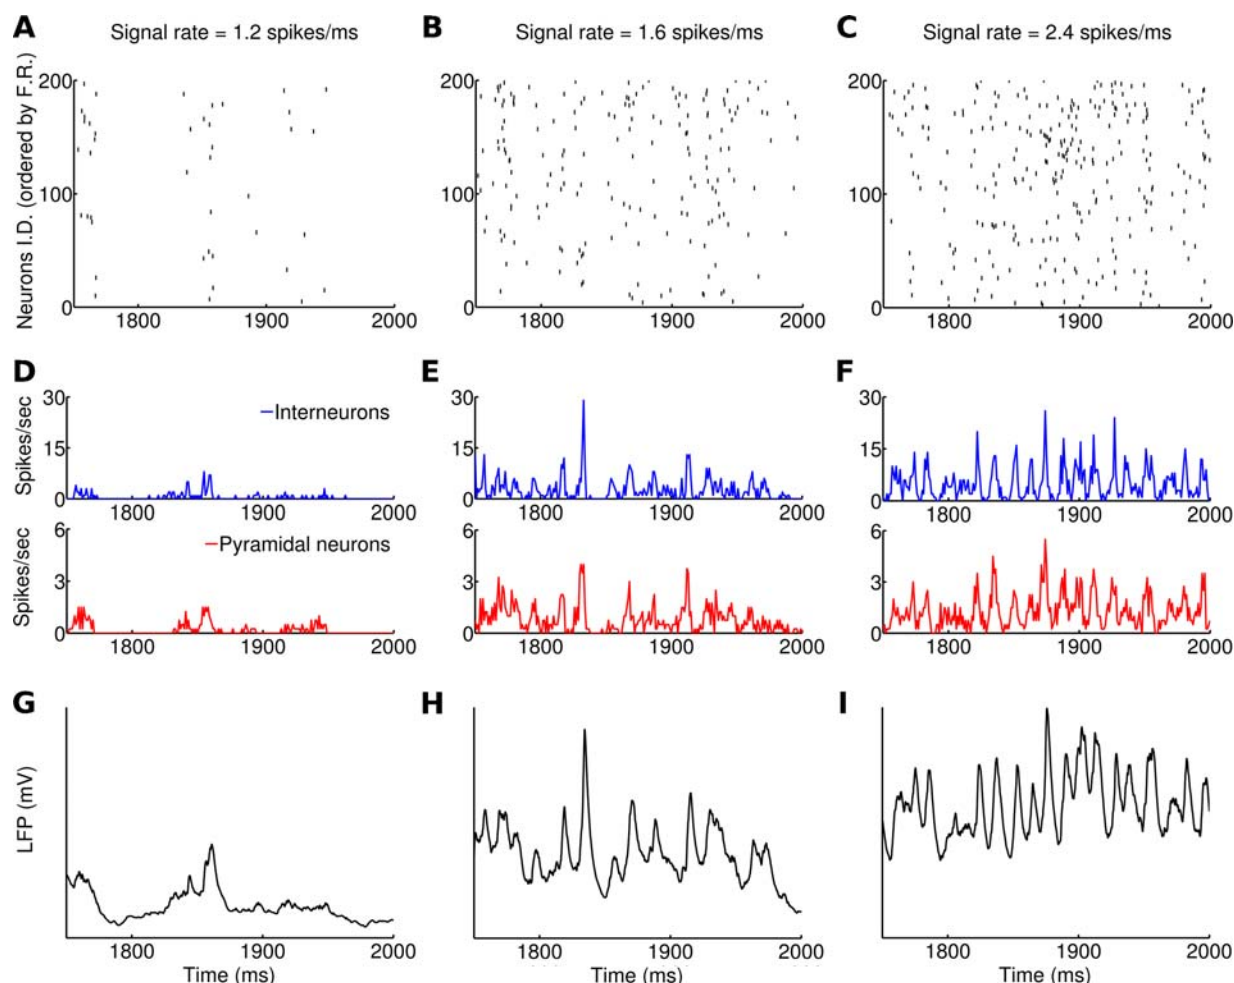 A Signal rate = 1.2 spikes/ms
B Signal rate = 1.6 spikes/ms
C Signal rate = 2.4 spikes/ms
Neurons I.D. (ordered by F.R.)
200
100
0
1800 1900 2000
200
100
0
1800 1900 2000
200
100
0
1800 1900 2000
D
Spikes/sec
30
15
0
Interneurons
1800 1900 2000
E
30
15
0
1800 1900 2000
F
30
15
0
1800 1900 2000
Spikes/sec
6
3
0
Pyramidal neurons
1800 1900 2000
6
3
0
1800 1900 2000
6
3
0
1800 1900 2000
G
LFP (mV)
1800 1900 2000
Time (ms)
H
1800 1900 2000
Time (ms)
I
1800 1900 2000
Time (ms)